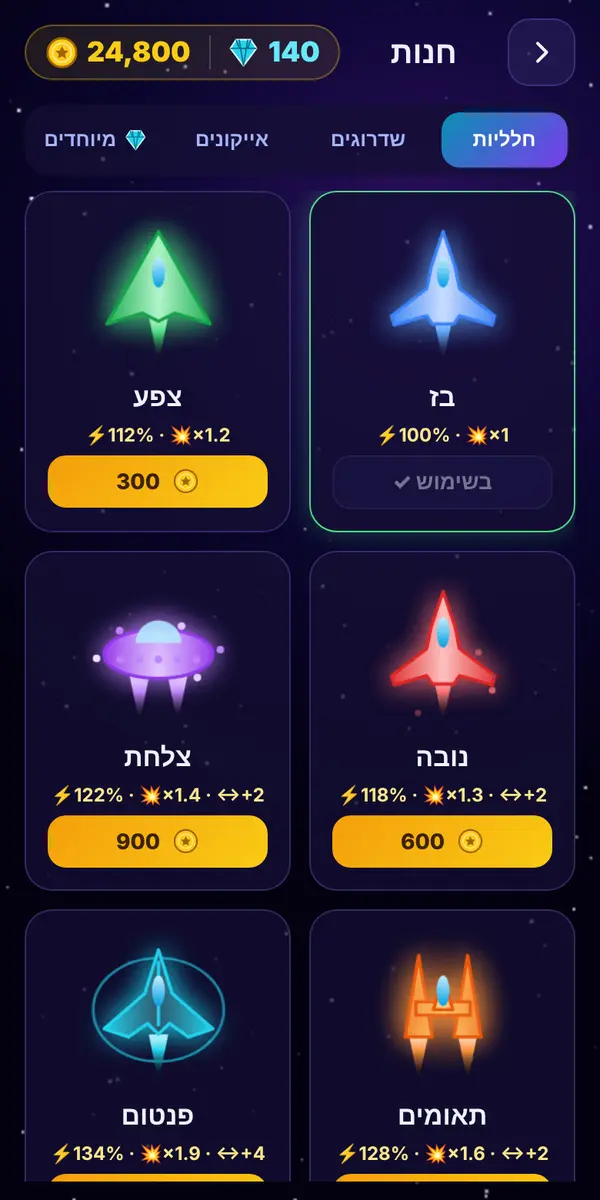 חנות
24,800 | 140
חלליות
שדרוגים
אייקונים
מיוחדים
בז
⚡100% · 💥×1
בשימוש ✓
צפע
⚡112% · 💥×1.2
300
נובה
⚡118% · 💥×1.3 · ↔+2
600
צלחת
⚡122% · 💥×1.4 · ↔+2
900
תאומים
⚡128% · 💥×1.6 · ↔+2
פנטום
⚡134% · 💥×1.9 · ↔+4